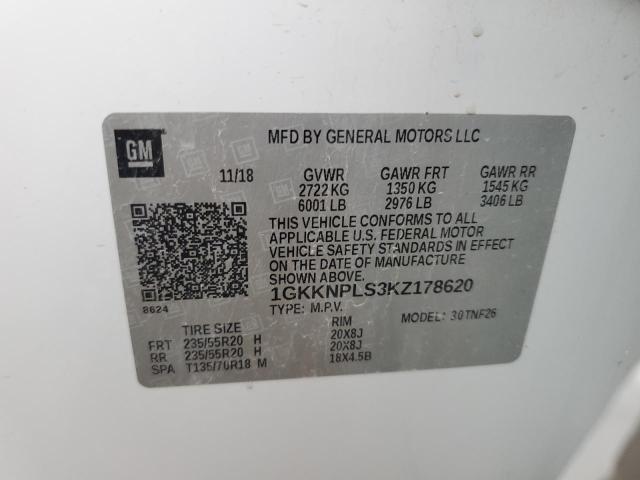 GM
MFD BY GENERAL MOTORS LLC
11/18 GVWR GAWR FRT GAWR RR
2722 KG 1350 KG 1545 KG
6001 LB 2976 LB 3406 LB
THIS VEHICLE CONFORMS TO ALL
APPLICABLE U.S. FEDERAL MOTOR
VEHICLE SAFETY STANDARDS IN EFFECT
ON THE DATE OF MANUFACTURE
SHOWN ABOVE.
1GKKNPLS3KZ178620
8624 TYPE: M.P.V. MODEL: 30TNF26
TIRE SIZE RIM
FRT 235/55R20 H 20X8J
RR 235/55R20 H 20X8J
SPA T135/70R18 M 18X4.5B